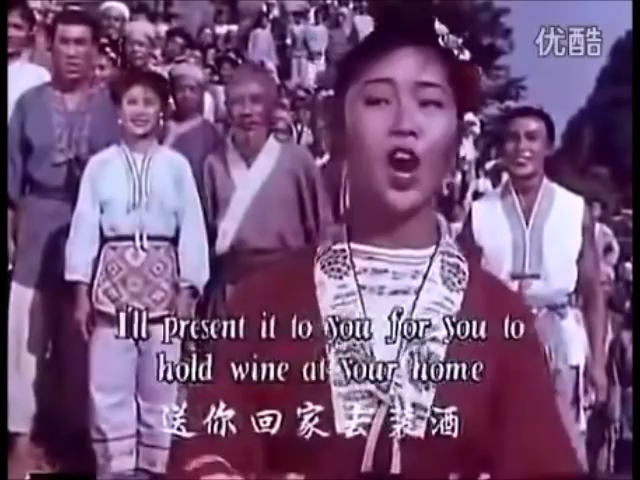 优酷
I'll present it to you for you to
hold wine at your home
送你回家去装酒